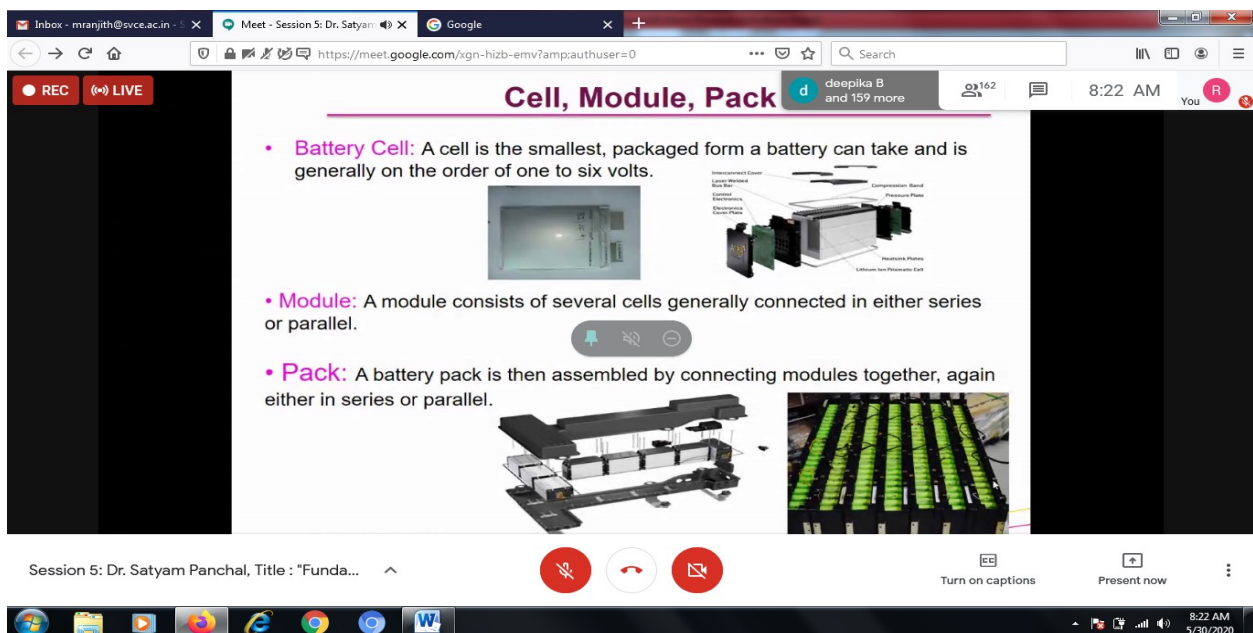 Inbox - mranjith@svce.ac.in - S
Meet - Session 5: Dr. Satyam
Google
https://meet.google.com/xgn-hizb-emv?amp;authuser=0
Search
REC
LIVE
deepika B
and 159 more
d
162
8:22 AM
You
R
Cell, Module, Pack
• Battery Cell: A cell is the smallest, packaged form a battery can take and is
generally on the order of one to six volts.
Interconnect Cover
Laser Welded
Bus Bar
Control
Electronics
Electronics
Cover Plate
Compression Band
Pressure Plate
Heatsink Plates
Lithium Ion Prismatic Cell
• Module: A module consists of several cells generally connected in either series
or parallel.
• Pack: A battery pack is then assembled by connecting modules together, again
either in series or parallel.
Session 5: Dr. Satyam Panchal, Title : "Funda...
Turn on captions
Present now
8:22 AM
5/30/2020